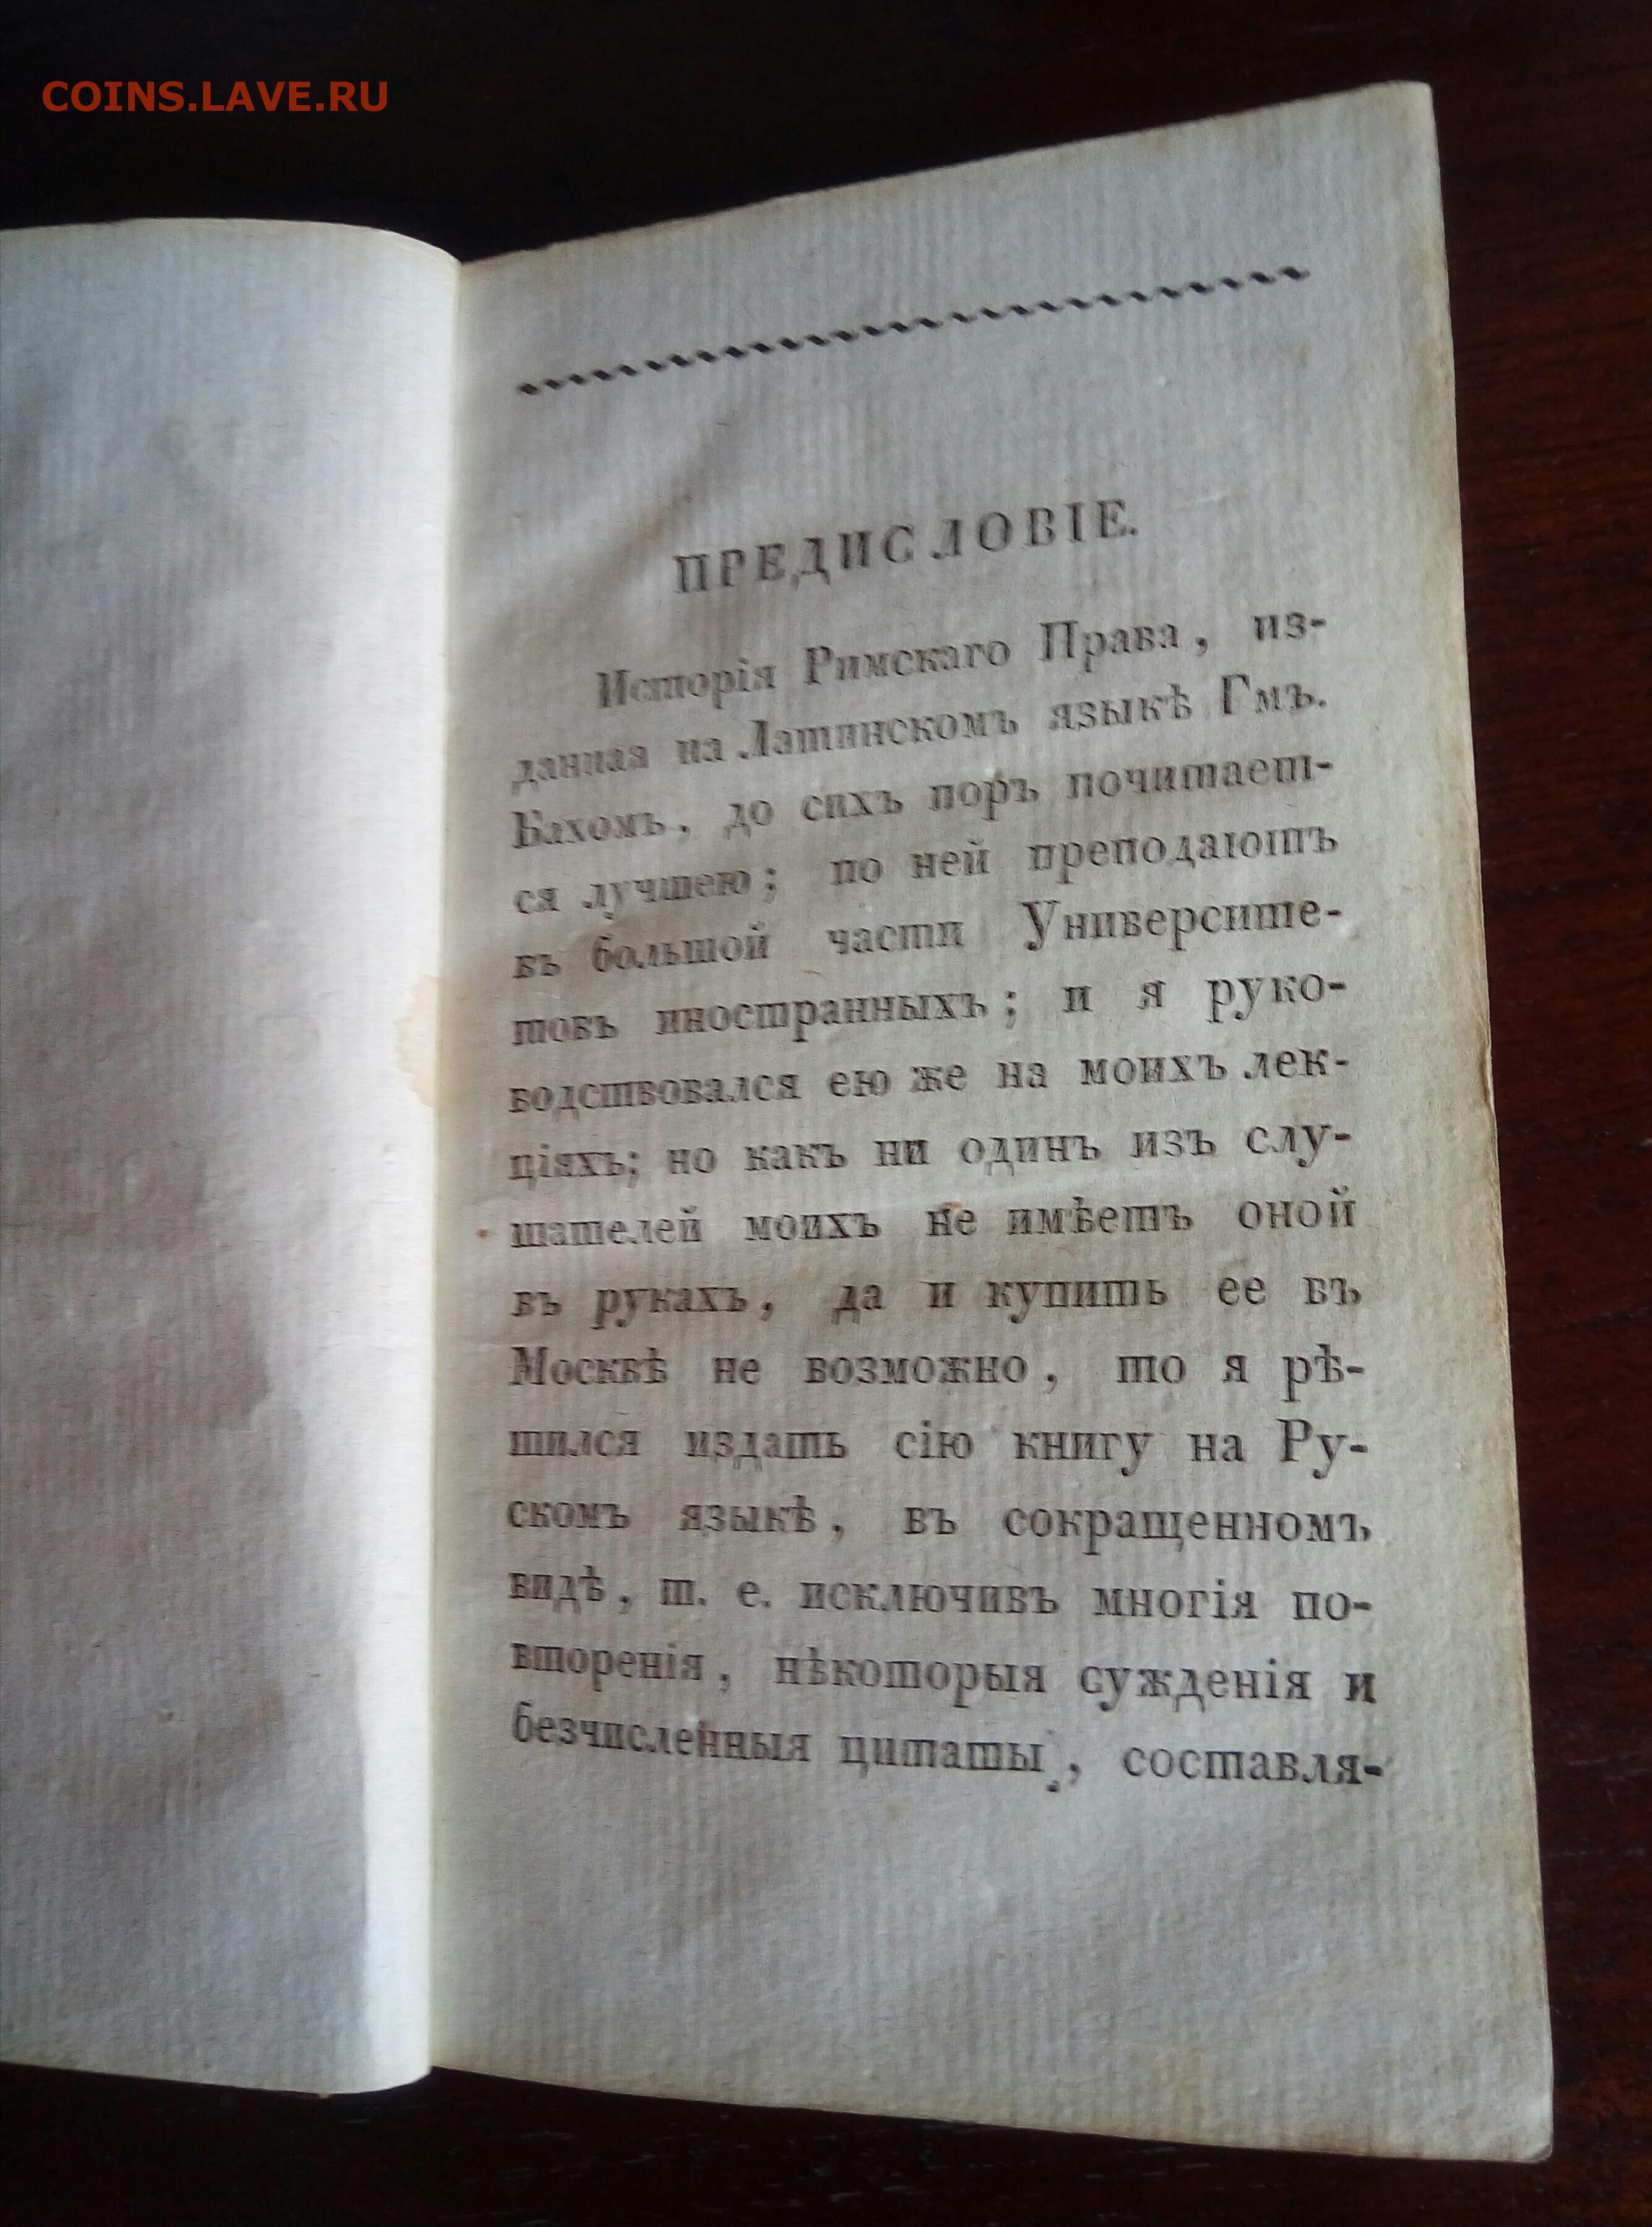 COINS.LAVE.RU
ПРЕДИСЛОВІЕ.
Исторія Римскаго Права, из-
данная на Латинскомъ языкѣ Гмъ.
Бахомъ, до сихъ поръ почитает-
ся лучшею; по ней преподаютъ
въ большой части Университе-
товъ иностранныхъ; и я руко-
водствовался ею же на моихъ лек-
ціяхъ; но какъ ни одинъ изъ слу-
шателей моихъ не имѣетъ оной
въ рукахъ, да и купить ее въ
Москвѣ не возможно, то я рѣ-
шился издать сію книгу на Ру-
скомъ языкѣ, въ сокращенномъ
видѣ, т. е. исключивъ многія по-
вторенія, нѣкоторыя сужденія и
безчисленныя цитаты, составля-